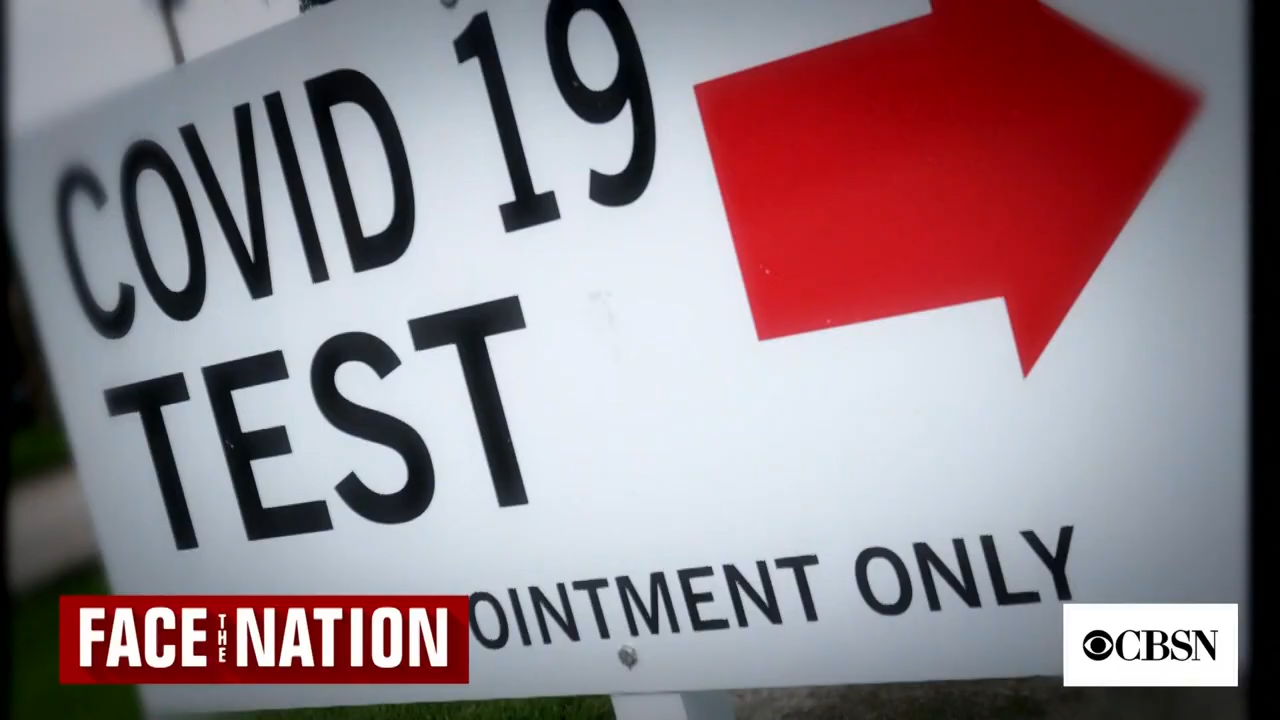 COVID 19
TEST
OINTMENT ONLY
FACE THE NATION
CBSN